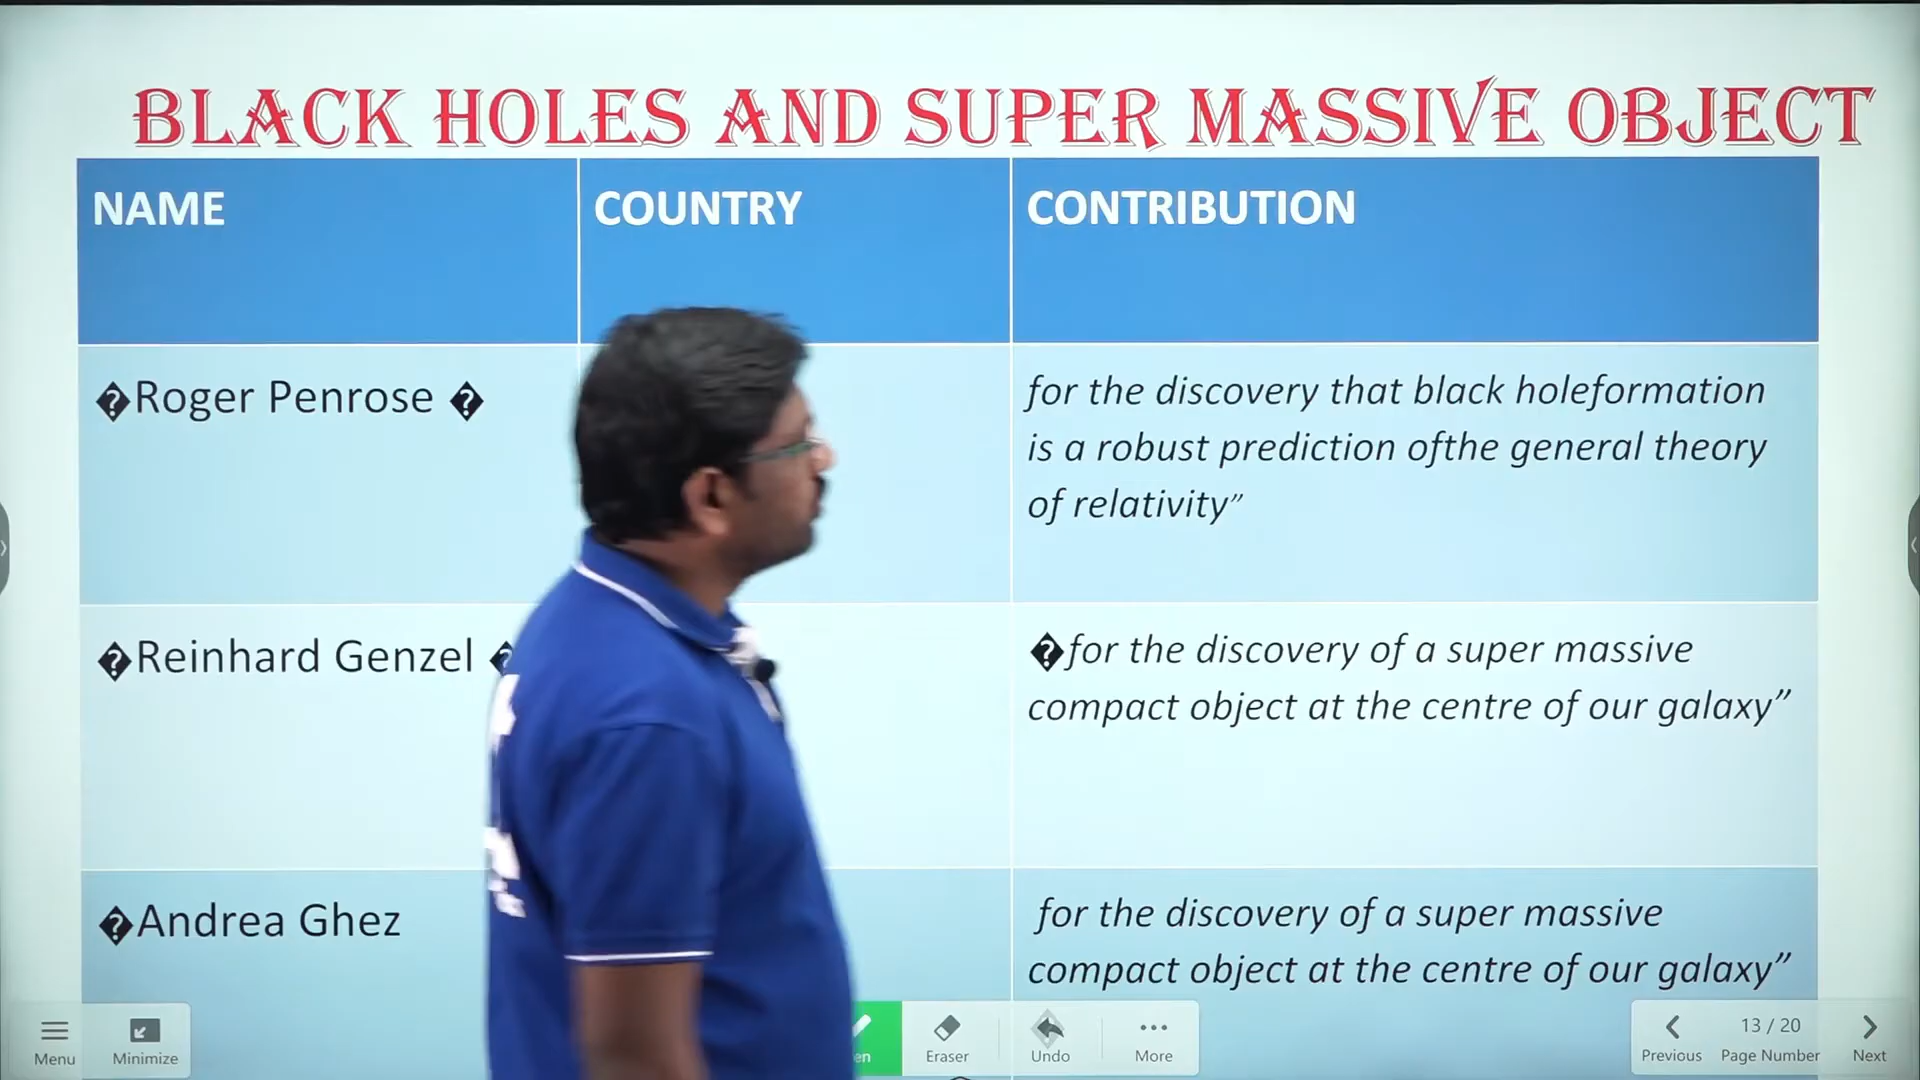 BLACK HOLES AND SUPER MASSIVE OBJECT
NAME
COUNTRY
CONTRIBUTION
�Roger Penrose �
for the discovery that black holeformation
is a robust prediction ofthe general theory
of relativity”
�Reinhard Genzel �
�for the discovery of a super massive
compact object at the centre of our galaxy”
�Andrea Ghez
for the discovery of a super massive
compact object at the centre of our galaxy”
Menu
Minimize
en
Eraser
Undo
More
Previous
13 / 20
Page Number
Next